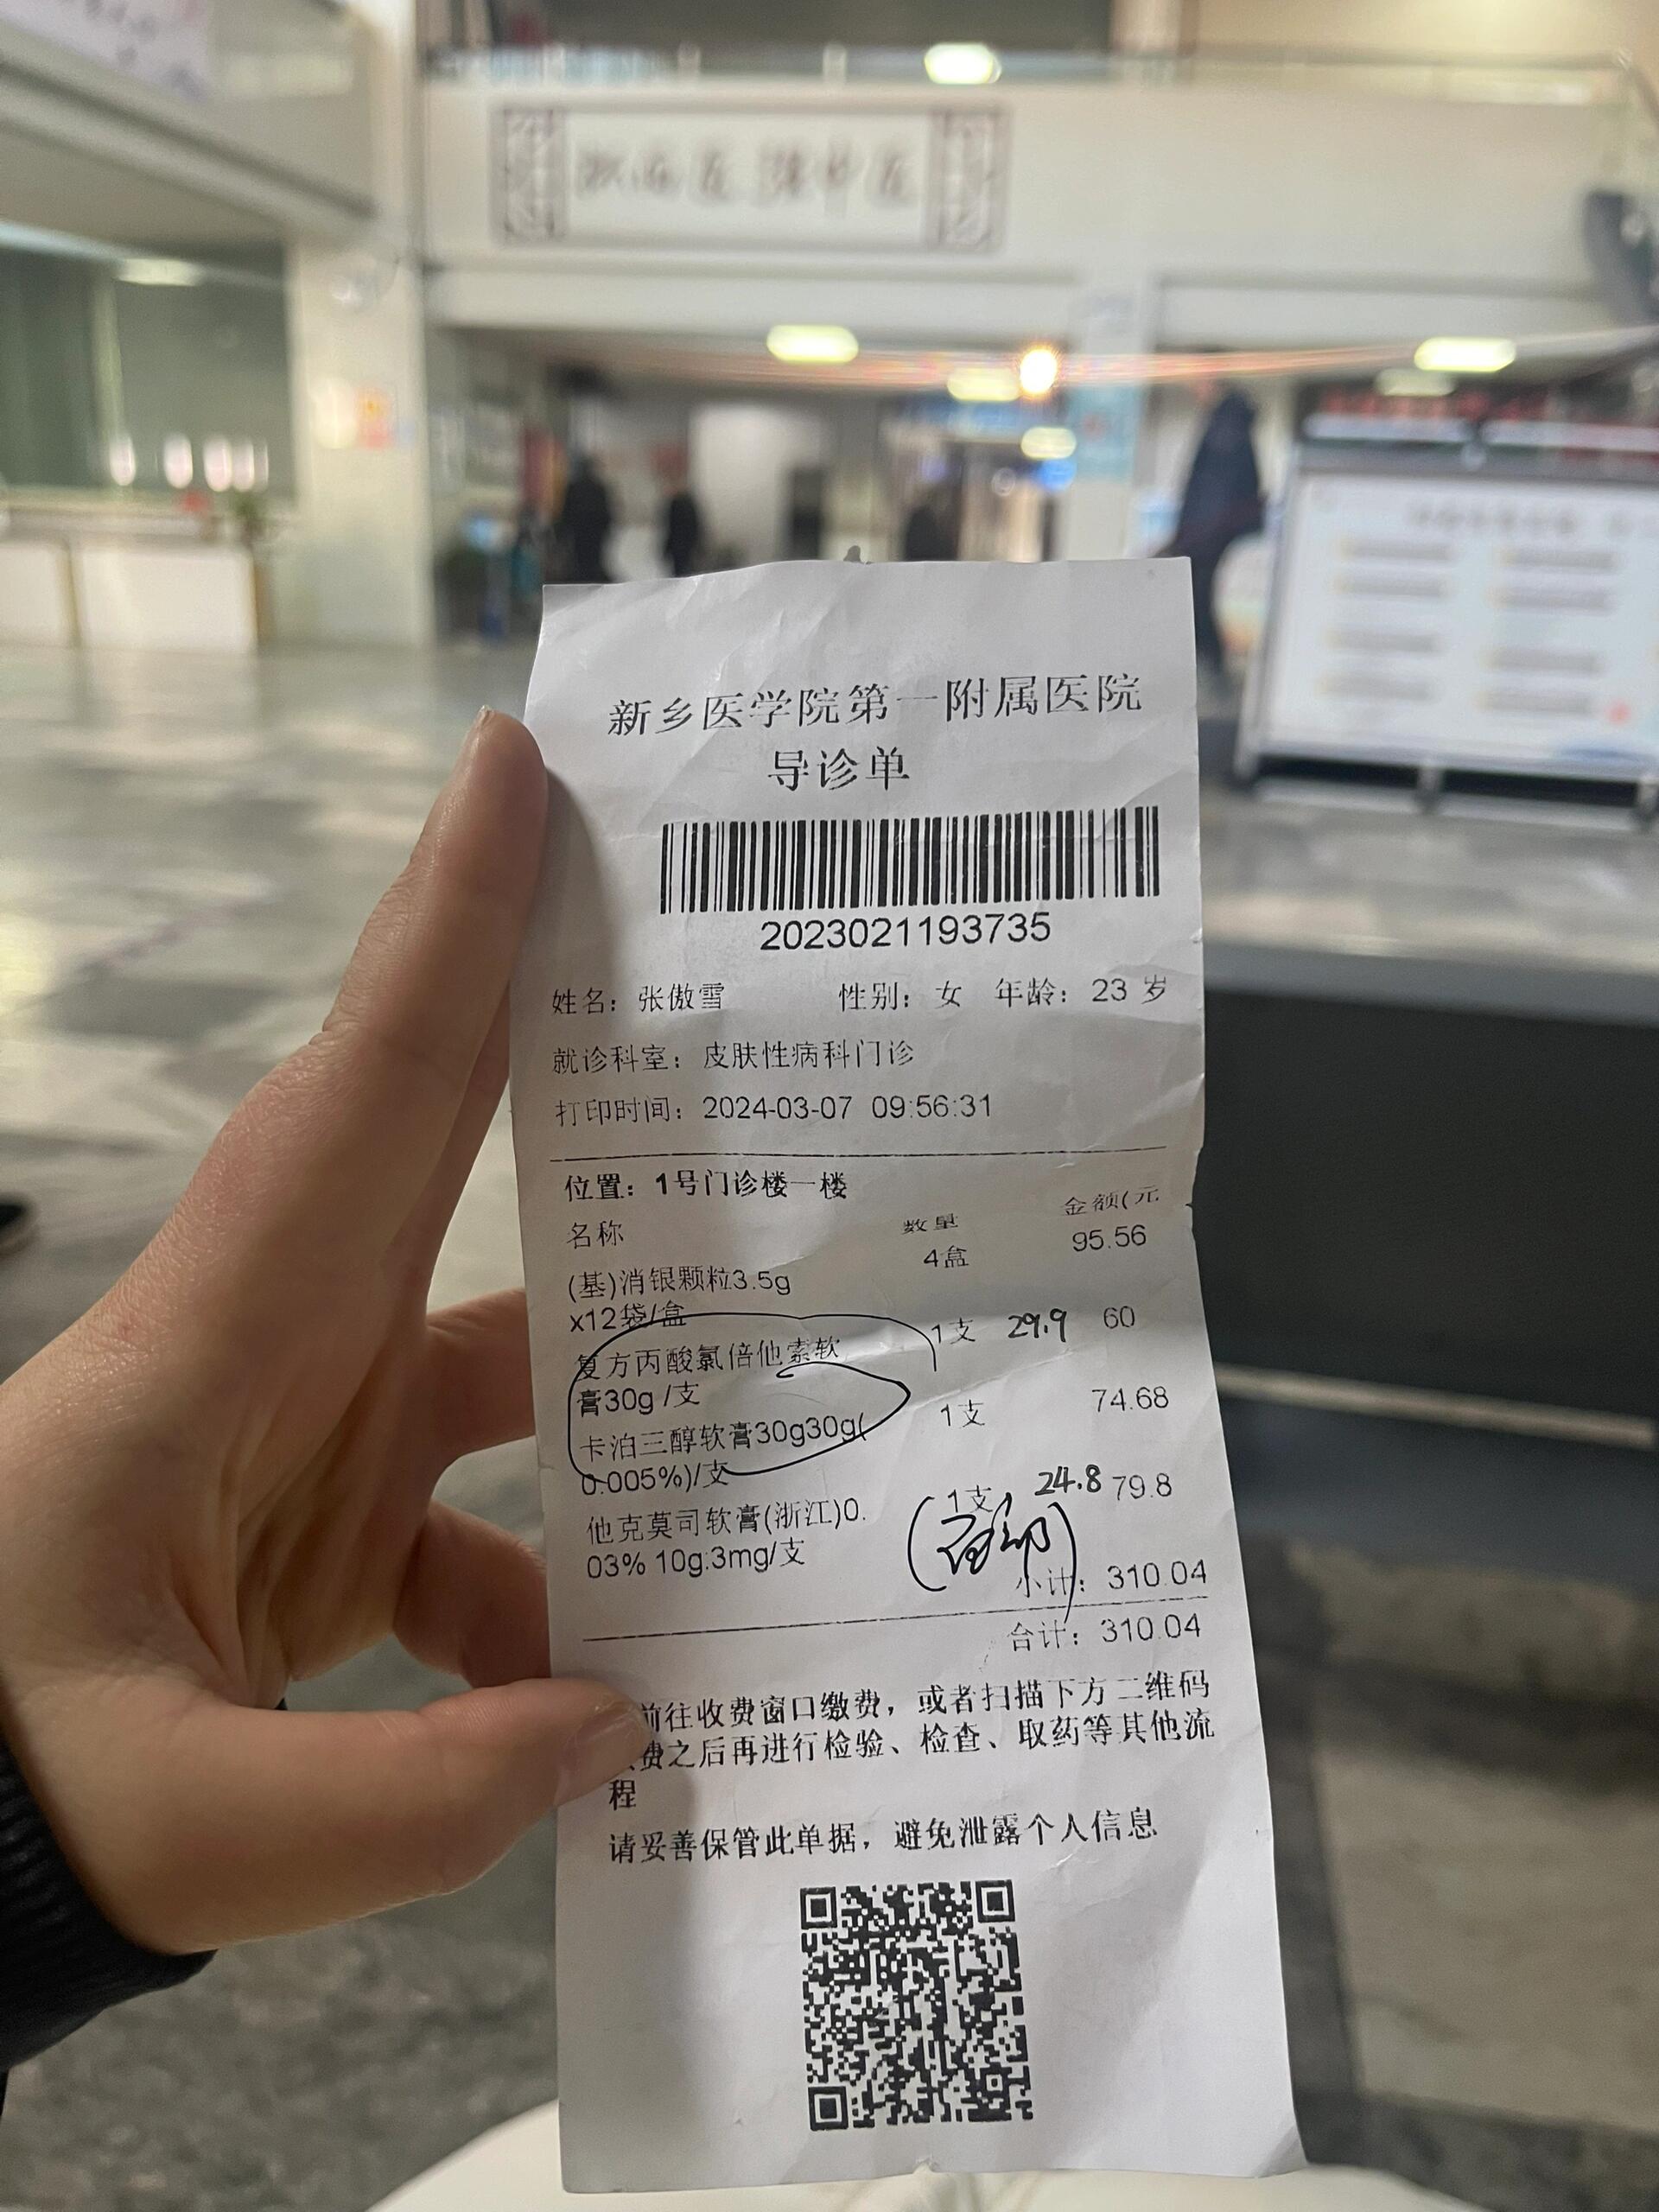 新乡医学院第一附属医院
导诊单
2023021193735
姓名：张傲雪 性别：女 年龄：23 岁
就诊科室：皮肤性病科门诊
打印时间：2024-03-07 09:56:31
位置：1号门诊楼一楼
名称 数量 金额(元
(基)消银颗粒3.5g 4盒 95.56
x12袋/盒
复方丙酸氯倍他索软 1支 29.9 60
膏30g /支
卡泊三醇软膏30g30g( 1支 74.68
0.005%)/支
他克莫司软膏(浙江)0. 1支 24.8 79.8
03% 10g:3mg/支
小计：310.04
合计：310.04
前往收费窗口缴费，或者扫描下方二维码
费之后再进行检验、检查、取药等其他流
程
请妥善保管此单据，避免泄露个人信息